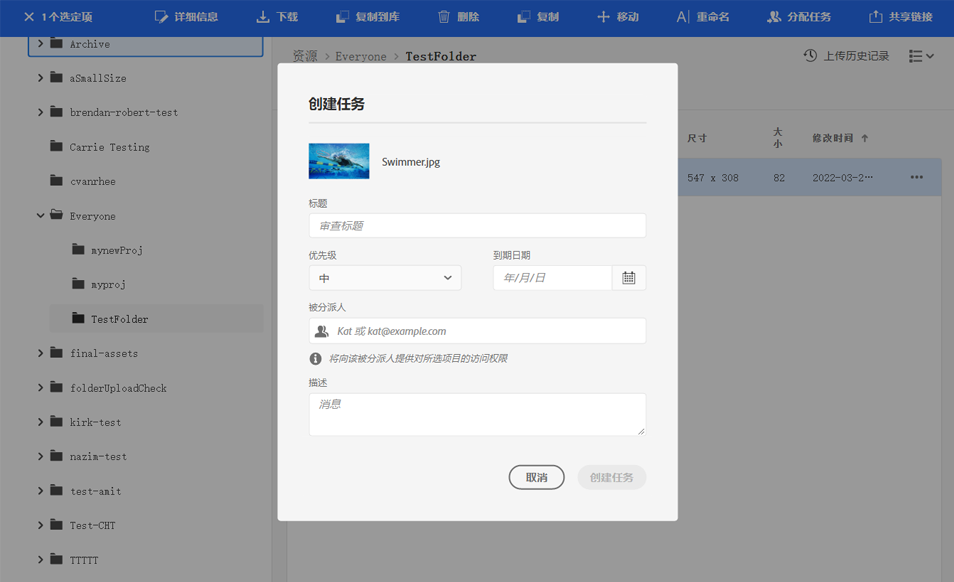 1个选定项
详细信息
下载
复制到库
删除
复制
移动
重命名
分配任务
共享链接
Archive
aSmallSize
brendan-robert-test
Carrie Testing
cvanrhee
Everyone
mynewProj
myproj
TestFolder
final-assets
folderUploadCheck
kirk-test
nazim-test
test-amit
Test-CHT
TTTTT
资源 > Everyone > TestFolder
上传历史记录
尺寸
大小
修改时间
547 x 308
82
2022-03-2…
创建任务
Swimmer.jpg
标题
审查标题
优先级
到期日期
中
年/月/日
被分派人
Kat 或 kat@example.com
将向该被分派人提供对所选项目的访问权限
描述
消息
取消
创建任务